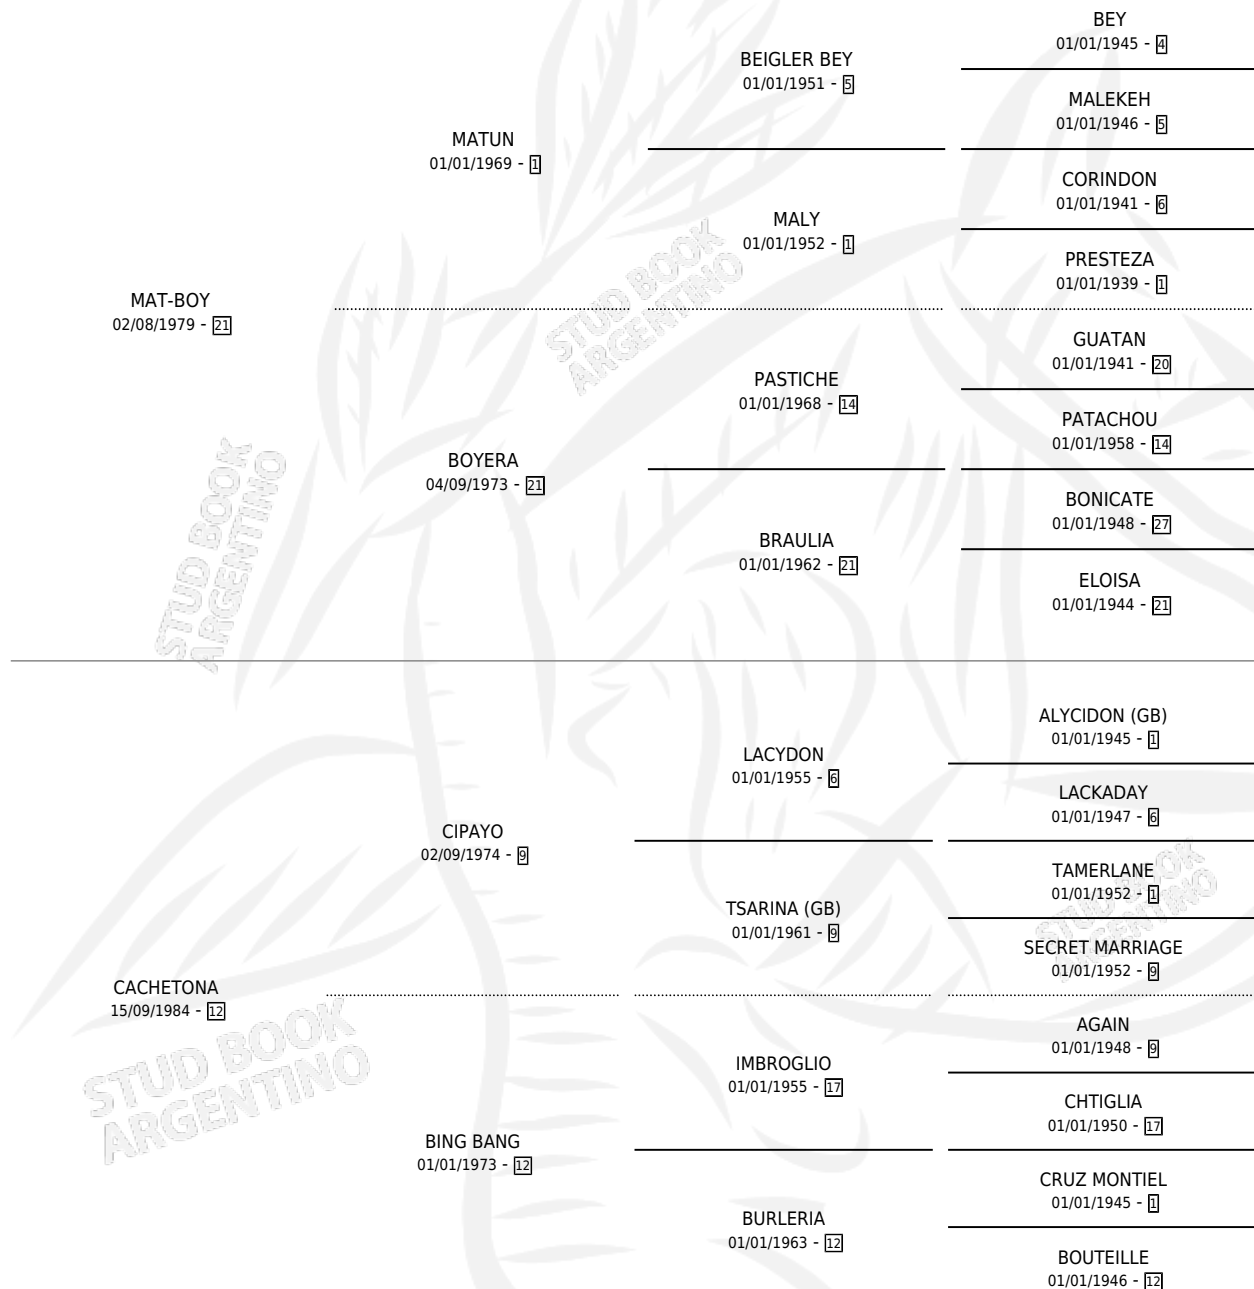 BEY
01/01/1945 - 4
BEIGLER BEY
01/01/1951 - 5
MALEKEH
01/01/1946 - 5
MATUN
01/01/1969 - 1
CORINDON
01/01/1941 - 6
MALY
01/01/1952 - 1
PRESTEZA
01/01/1939 - 1
MAT-BOY
02/08/1979 - 21
STUD BOOK
ARGENTINO
GUATAN
01/01/1941 - 20
PASTICHE
01/01/1968 - 14
PATACHOU
01/01/1958 - 14
BOYERA
04/09/1973 - 21
BONICATE
01/01/1948 - 27
BRAULIA
01/01/1962 - 21
ELOISA
01/01/1944 - 21
STUD BOOK
ARGENTINO
ALYCIDON (GB)
01/01/1945 - 1
LACYDON
01/01/1955 - 6
LACKADAY
01/01/1947 - 6
CIPAYO
02/09/1974 - 9
TAMERLANE
01/01/1952 - 1
TSARINA (GB)
01/01/1961 - 9
SECRET MARRIAGE
01/01/1952 - 9
STUD BOOK
ARGENTINO
CACHETONA
15/09/1984 - 12
STUD BOOK
ARGENTINO
AGAIN
01/01/1948 - 9
IMBROGLIO
01/01/1955 - 17
CHTIGLIA
01/01/1950 - 17
BING BANG
01/01/1973 - 12
CRUZ MONTIEL
01/01/1945 - 1
BURLERIA
01/01/1963 - 12
BOUTEILLE
01/01/1946 - 12